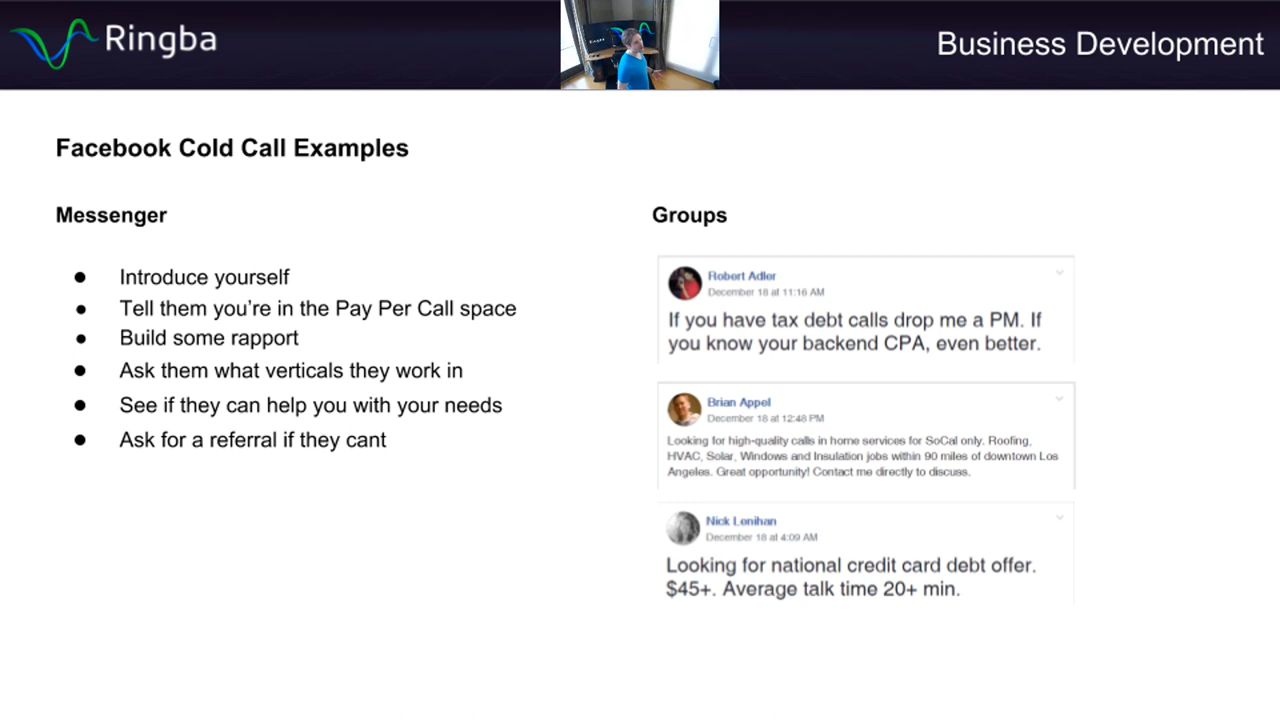 Ringba
Business Development
Facebook Cold Call Examples
Messenger
● Introduce yourself
● Tell them you’re in the Pay Per Call space
● Build some rapport
● Ask them what verticals they work in
● See if they can help you with your needs
● Ask for a referral if they cant
Groups
Robert Adler
December 18 at 11:16 AM
If you have tax debt calls drop me a PM. If
you know your backend CPA, even better.
Brian Appel
December 18 at 12:48 PM
Looking for high-quality calls in home services for SoCal only. Roofing,
HVAC, Solar, Windows and Insulation jobs within 90 miles of downtown Los
Angeles. Great opportunity! Contact me directly to discuss.
Nick Lenihan
December 18 at 4:09 AM
Looking for national credit card debt offer.
$45+. Average talk time 20+ min.